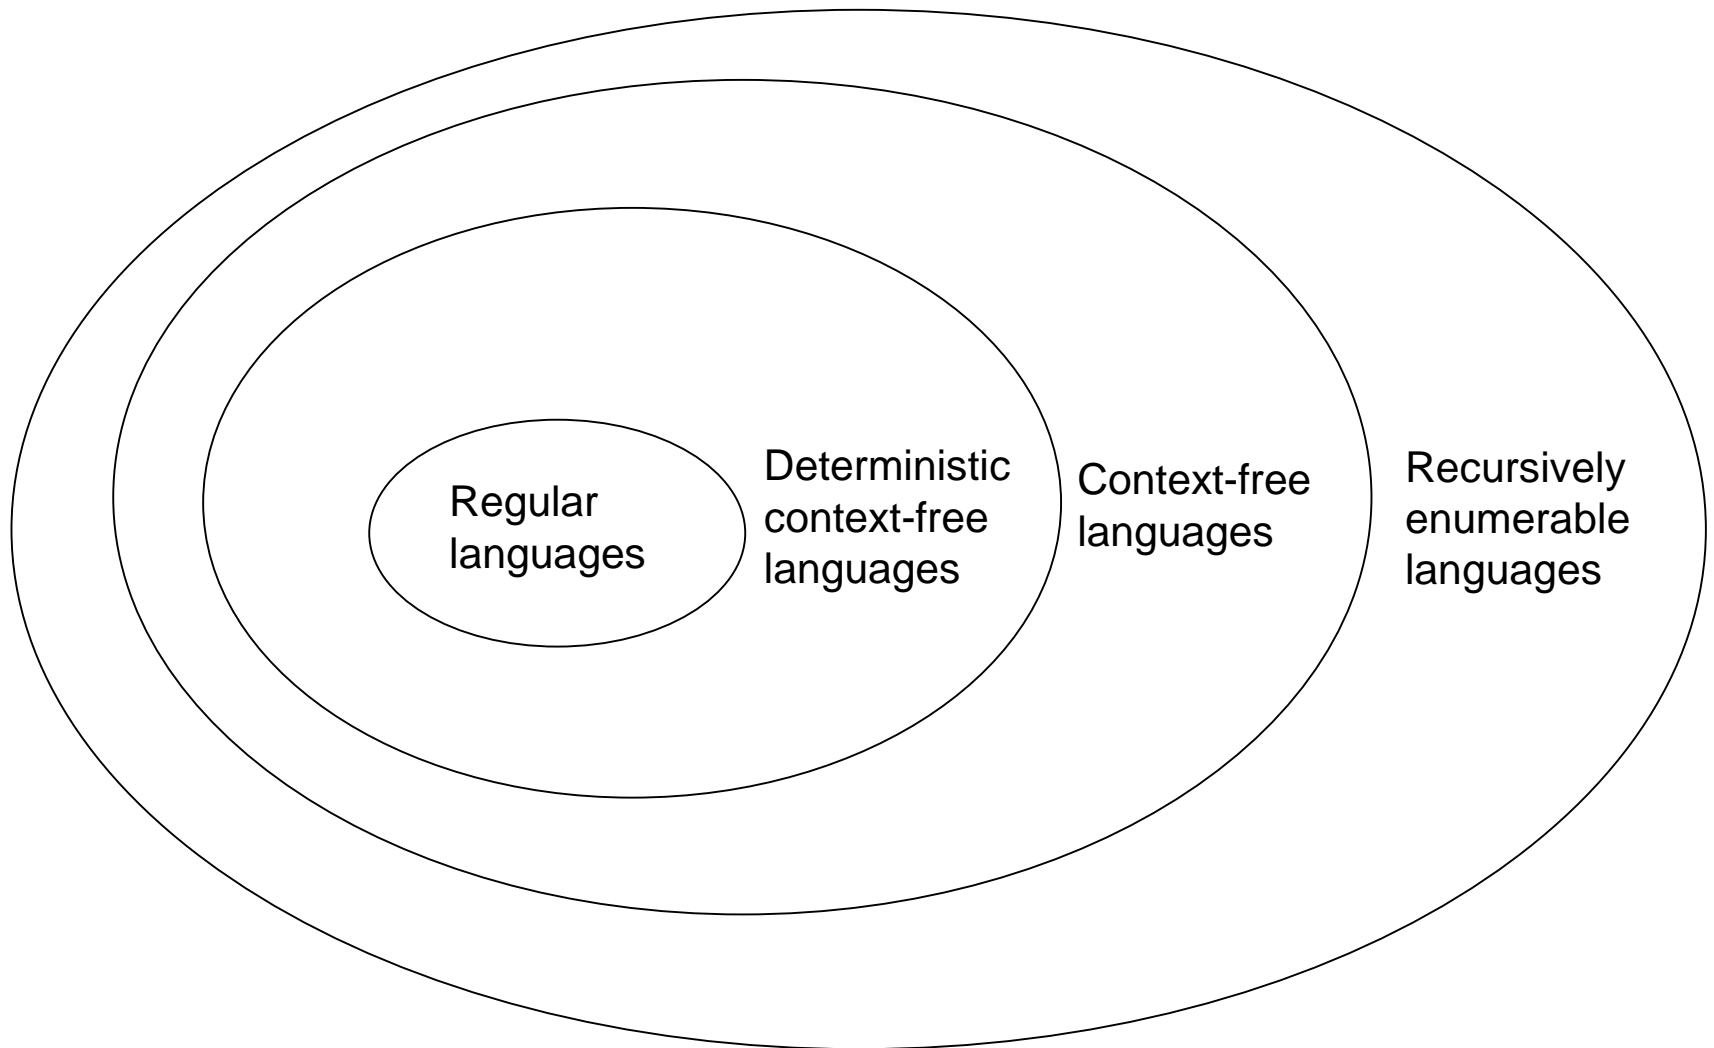 Regular
languages
Deterministic
context-free
languages
Context-free
languages
Recursively
enumerable
languages